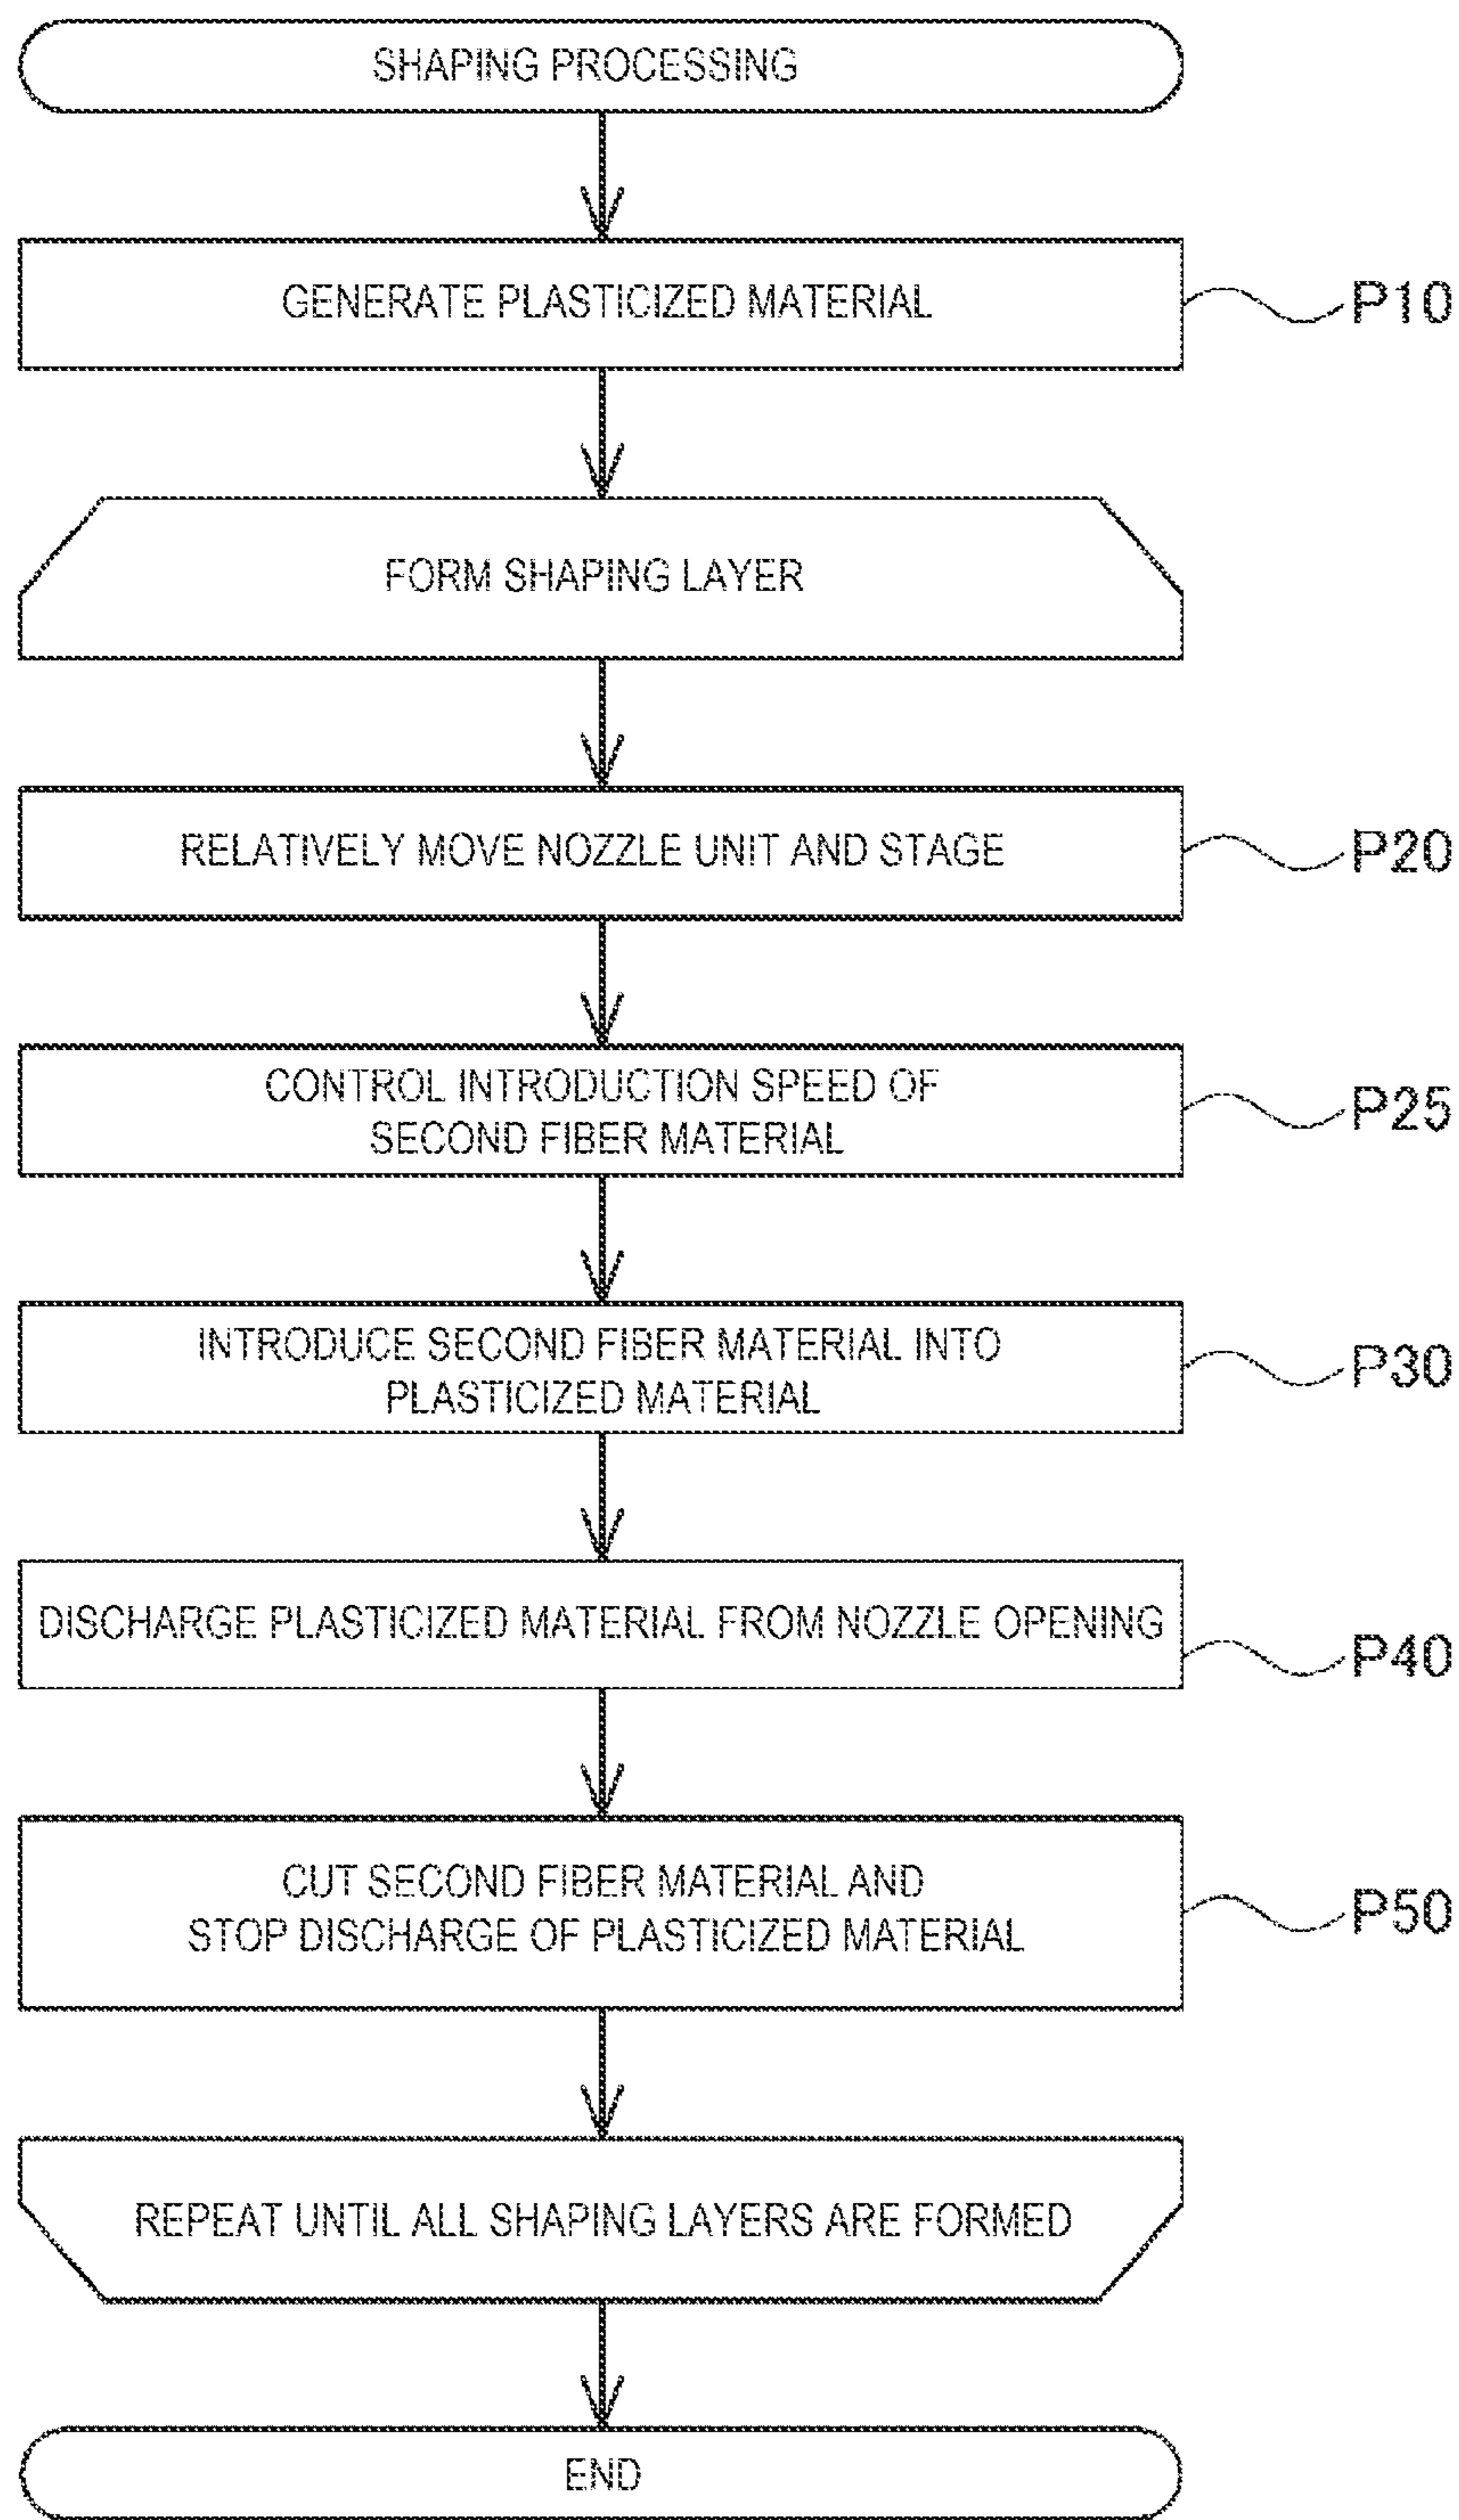 SHAPING PROCESSING
GENERATE PLASTICIZED MATERIAL
P10
FORM SHAPING LAYER
RELATIVELY MOVE NOZZLE UNIT AND STAGE
P20
CONTROL INTRODUCTION SPEED OF
SECOND FIBER MATERIAL
P25
INTRODUCE SECOND FIBER MATERIAL INTO
PLASTICIZED MATERIAL
P30
DISCHARGE PLASTICIZED MATERIAL FROM NOZZLE OPENING
P40
CUT SECOND FIBER MATERIAL AND
STOP DISCHARGE OF PLASTICIZED MATERIAL
P50
REPEAT UNTIL ALL SHAPING LAYERS ARE FORMED
END